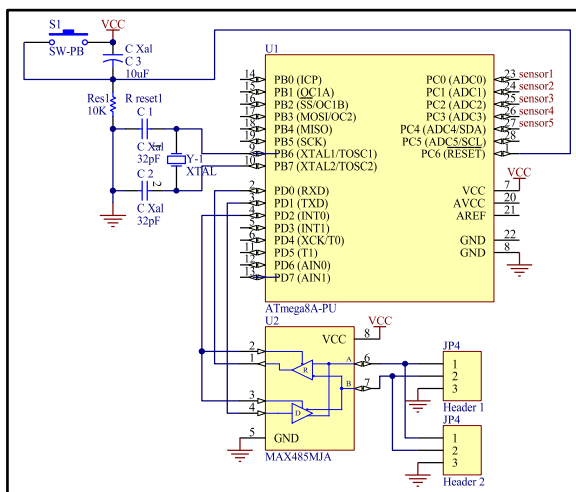 S1
VCC
SW-PB
C Xal
C 3
10uF
Res1
10K
R reset1
C 1
C Xal
32pF
1
Y-1
XTAL
C 2
2
C Xal
32pF
U1
14 PB0 (ICP)
15 PB1 (OC1A)
16 PB2 (SS/OC1B)
17 PB3 (MOSI/OC2)
18 PB4 (MISO)
19 PB5 (SCK)
9 PB6 (XTAL1/TOSC1)
10 PB7 (XTAL2/TOSC2)
2 PD0 (RXD)
3 PD1 (TXD)
4 PD2 (INT0)
5 PD3 (INT1)
6 PD4 (XCK/T0)
11 PD5 (T1)
12 PD6 (AIN0)
13 PD7 (AIN1)
PC0 (ADC0) 23 sensor1
PC1 (ADC1) 24 sensor2
PC2 (ADC2) 25 sensor3
PC3 (ADC3) 26 sensor4
PC4 (ADC4/SDA) 27 sensor5
PC5 (ADC5/SCL) 28
PC6 (RESET) 1
VCC
VCC 7
AVCC 20
AREF 21
GND 22
GND 8
ATmega8A-PU
U2
VCC
VCC 8
2
1
R
A 6
B 7
3
4
D
5 GND
MAX485MJA
JP4
1
2
3
Header 1
JP4
1
2
3
Header 2